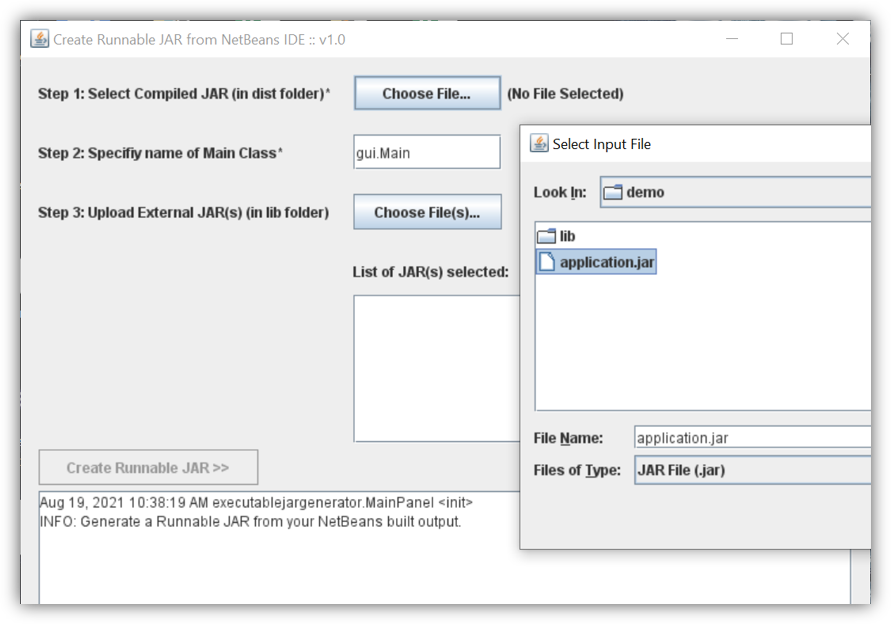 Create Runnable JAR from NetBeans IDE :: v1.0
Step 1: Select Compiled JAR (in dist folder)*
Choose File...
(No File Selected)
Step 2: Specifiy name of Main Class*
gui.Main
Step 3: Upload External JAR(s) (in lib folder)
Choose File(s)...
List of JAR(s) selected:
Select Input File
Look In:
demo
lib
application.jar
File Name:
application.jar
Files of Type:
JAR File (.jar)
Create Runnable JAR >>
Aug 19, 2021 10:38:19 AM executablejargenerator.MainPanel <init>
INFO: Generate a Runnable JAR from your NetBeans built output.